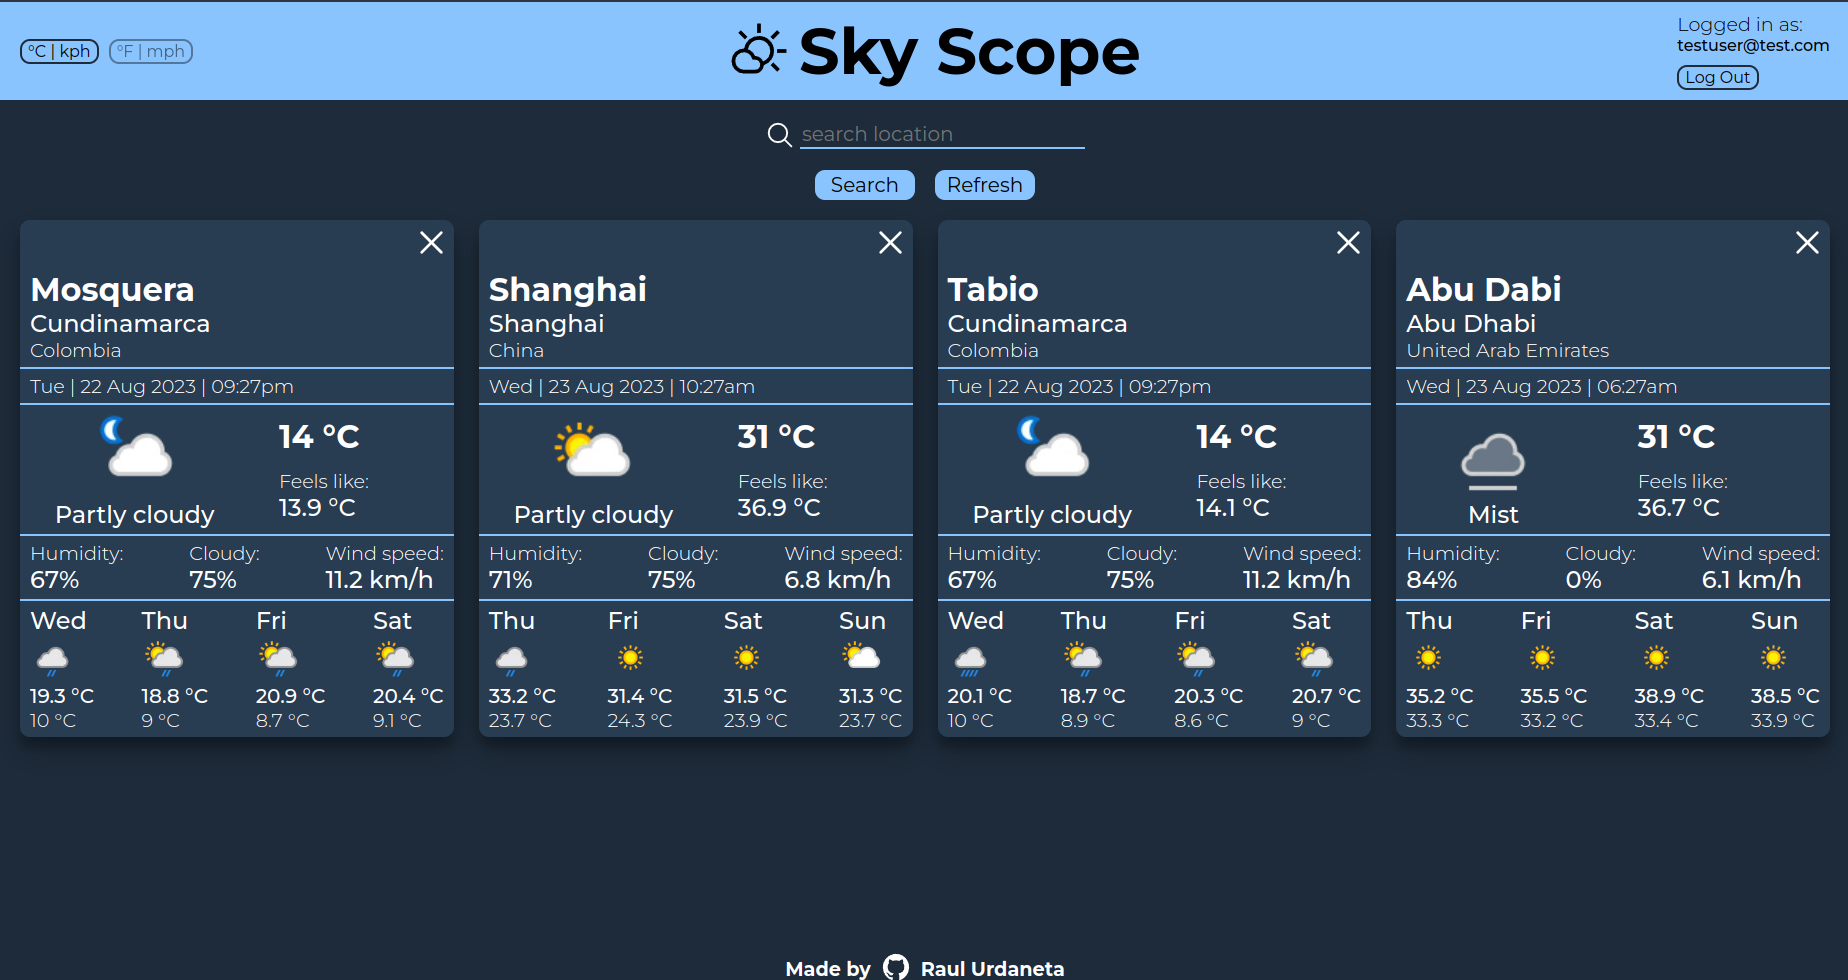 °C | kph
°F | mph
Sky Scope
Logged in as:
testuser@test.com
Log Out
search location
Search
Refresh
Mosquera
Cundinamarca
Colombia
Tue | 22 Aug 2023 | 09:27pm
14 °C
Feels like:
13.9 °C
Partly cloudy
Humidity: Cloudy: Wind speed:
67% 75% 11.2 km/h
Wed Thu Fri Sat
19.3 °C 18.8 °C 20.9 °C 20.4 °C
10 °C 9 °C 8.7 °C 9.1 °C
Shanghai
Shanghai
China
Wed | 23 Aug 2023 | 10:27am
31 °C
Feels like:
36.9 °C
Partly cloudy
Humidity: Cloudy: Wind speed:
71% 75% 6.8 km/h
Thu Fri Sat Sun
33.2 °C 31.4 °C 31.5 °C 31.3 °C
23.7 °C 24.3 °C 23.9 °C 23.7 °C
Tabio
Cundinamarca
Colombia
Tue | 22 Aug 2023 | 09:27pm
14 °C
Feels like:
14.1 °C
Partly cloudy
Humidity: Cloudy: Wind speed:
67% 75% 11.2 km/h
Wed Thu Fri Sat
20.1 °C 18.7 °C 20.3 °C 20.7 °C
10 °C 8.9 °C 8.6 °C 9 °C
Abu Dabi
Abu Dhabi
United Arab Emirates
Wed | 23 Aug 2023 | 06:27am
31 °C
Feels like:
36.7 °C
Mist
Humidity: Cloudy: Wind speed:
84% 0% 6.1 km/h
Thu Fri Sat Sun
35.2 °C 35.5 °C 38.9 °C 38.5 °C
33.3 °C 33.2 °C 33.4 °C 33.9 °C
Made by Raul Urdaneta